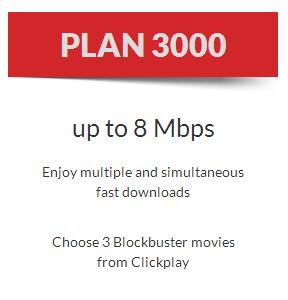 PLAN 3000
up to 8 Mbps
Enjoy multiple and simultaneous
fast downloads
Choose 3 Blockbuster movies
from Clickplay